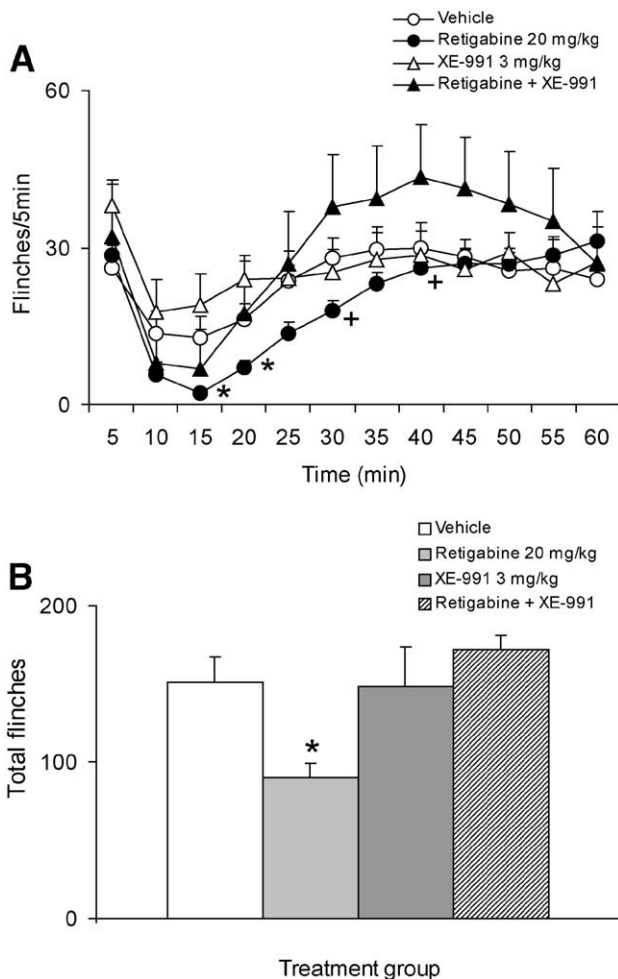 Vehicle
Retigabine 20 mg/kg
XE-991 3 mg/kg
Retigabine + XE-991
A
60
30
0
Flinches/5min
* * + +
5 10 15 20 25 30 35 40 45 50 55 60
Time (min)
Vehicle
Retigabine 20 mg/kg
XE-991 3 mg/kg
Retigabine + XE-991
B
200
100
0
Total flinches
*
Treatment group